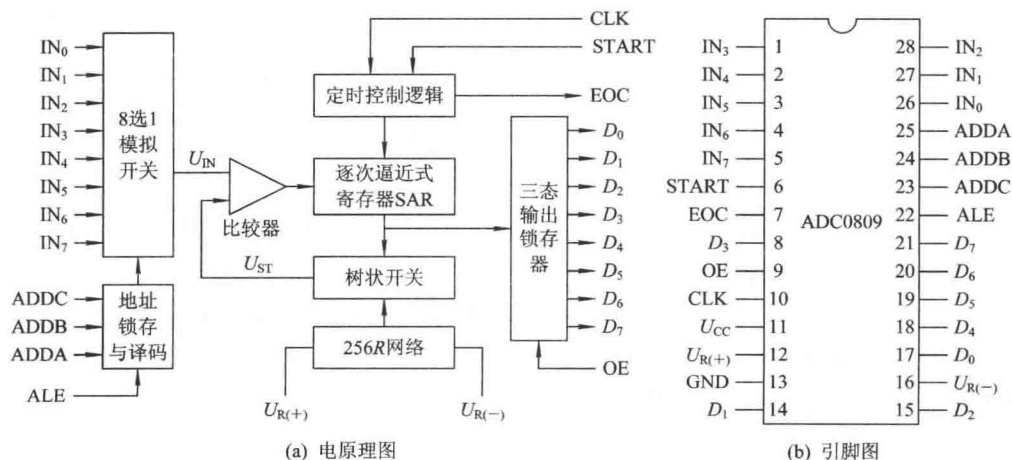 CLK
START
EOC
定时控制逻辑
IN₀
IN₁
IN₂
IN₃
IN₄
IN₅
IN₆
IN₇
8选1
模拟
开关
U_IN
比较器
U_ST
逐次逼近式
寄存器SAR
树状开关
256R网络
U_R(+)
U_R(−)
三态
输出
锁存
器
D₀
D₁
D₂
D₃
D₄
D₅
D₆
D₇
OE
ADDC
ADDB
ADDA
地址
锁存
与译码
ALE
(a) 电原理图
IN₃ 1 28 IN₂
IN₄ 2 27 IN₁
IN₅ 3 26 IN₀
IN₆ 4 25 ADDA
IN₇ 5 24 ADDB
START 6 23 ADDC
EOC 7 ADC0809 22 ALE
D₃ 8 21 D₇
OE 9 20 D₆
CLK 10 19 D₅
U_CC 11 18 D₄
U_R(+) 12 17 D₀
GND 13 16 U_R(−)
D₁ 14 15 D₂
(b) 引脚图